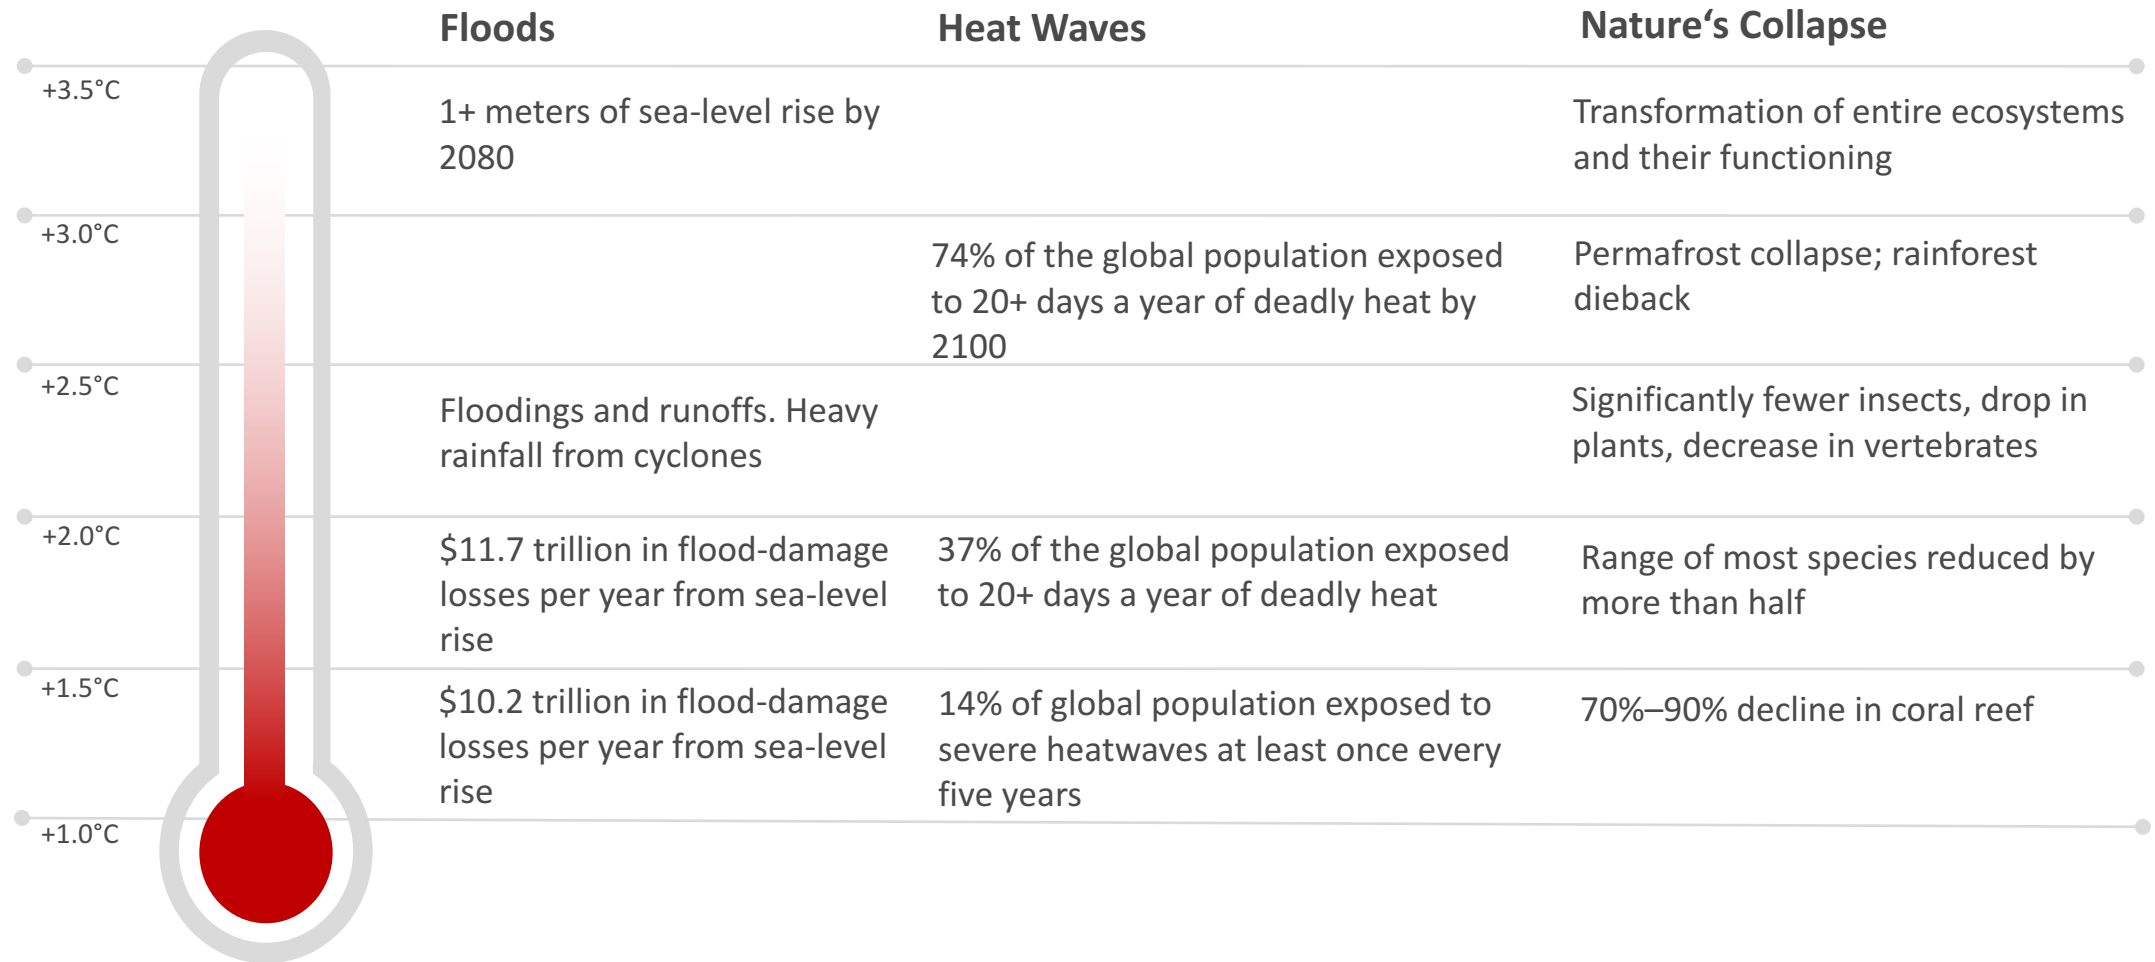 Floods
Heat Waves
Nature‘s Collapse
+3.5°C
1+ meters of sea-level rise by
2080
Transformation of entire ecosystems
and their functioning
+3.0°C
74% of the global population exposed
to 20+ days a year of deadly heat by
2100
Permafrost collapse; rainforest
dieback
+2.5°C
Floodings and runoffs. Heavy
rainfall from cyclones
Significantly fewer insects, drop in
plants, decrease in vertebrates
+2.0°C
$11.7 trillion in flood-damage
losses per year from sea-level
rise
37% of the global population exposed
to 20+ days a year of deadly heat
Range of most species reduced by
more than half
+1.5°C
$10.2 trillion in flood-damage
losses per year from sea-level
rise
14% of global population exposed to
severe heatwaves at least once every
five years
70%–90% decline in coral reef
+1.0°C